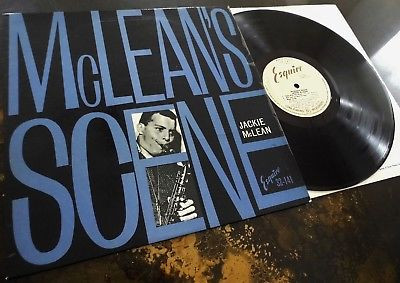 McLEAN'S
SCENE
JACKIE
McLEAN
Esquire
32-141
Esquire